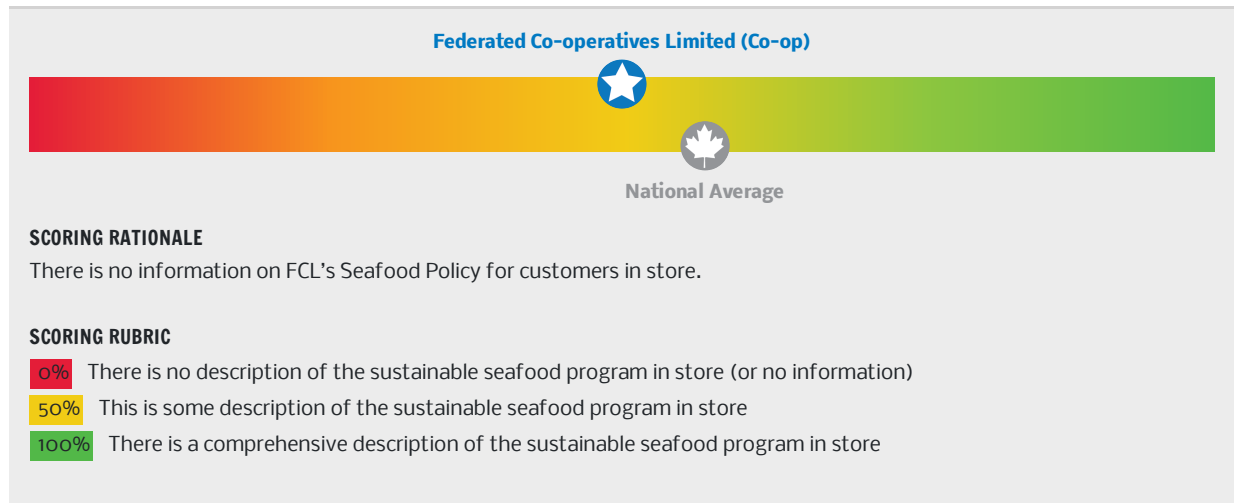 Federated Co-operatives Limited (Co-op)
National Average
SCORING RATIONALE
There is no information on FCL's Seafood Policy for customers in store.
SCORING RUBRIC
0% There is no description of the sustainable seafood program in store (or no information)
50% This is some description of the sustainable seafood program in store
100% There is a comprehensive description of the sustainable seafood program in store